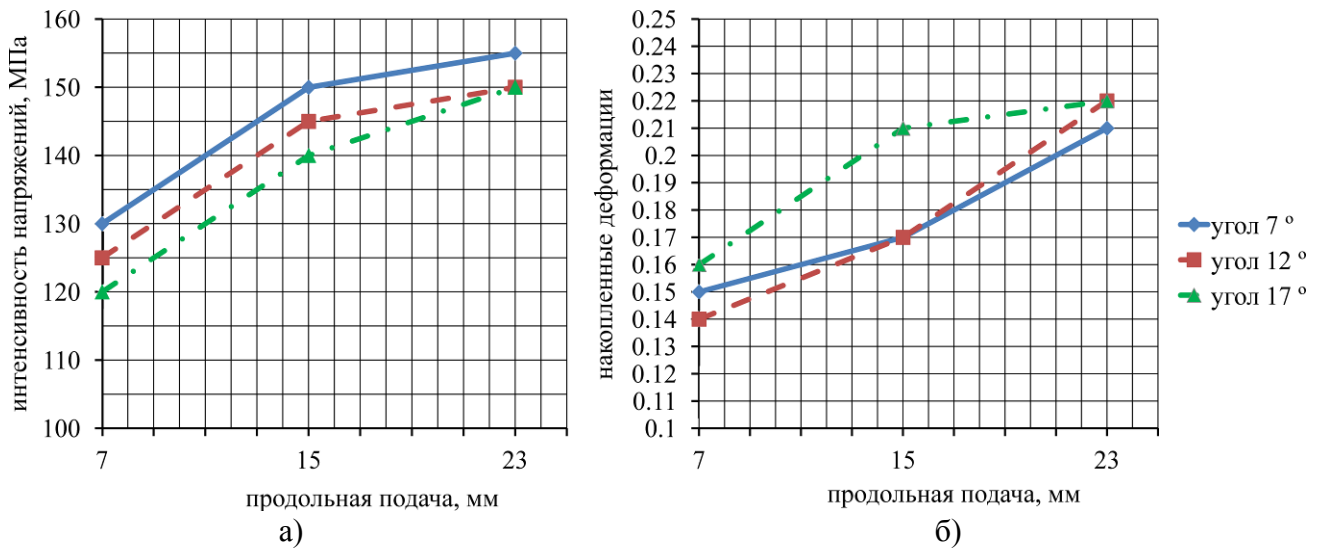 интенсивность напряжений, МПа
160
150
140
130
120
110
100
7 15 23
продольная подача, мм
а)
накопленные деформации
0.25
0.24
0.23
0.22
0.21
0.2
0.19
0.18
0.17
0.16
0.15
0.14
0.13
0.12
0.11
0.1
7 15 23
продольная подача, мм
б)
угол 7 º
угол 12 º
угол 17 º